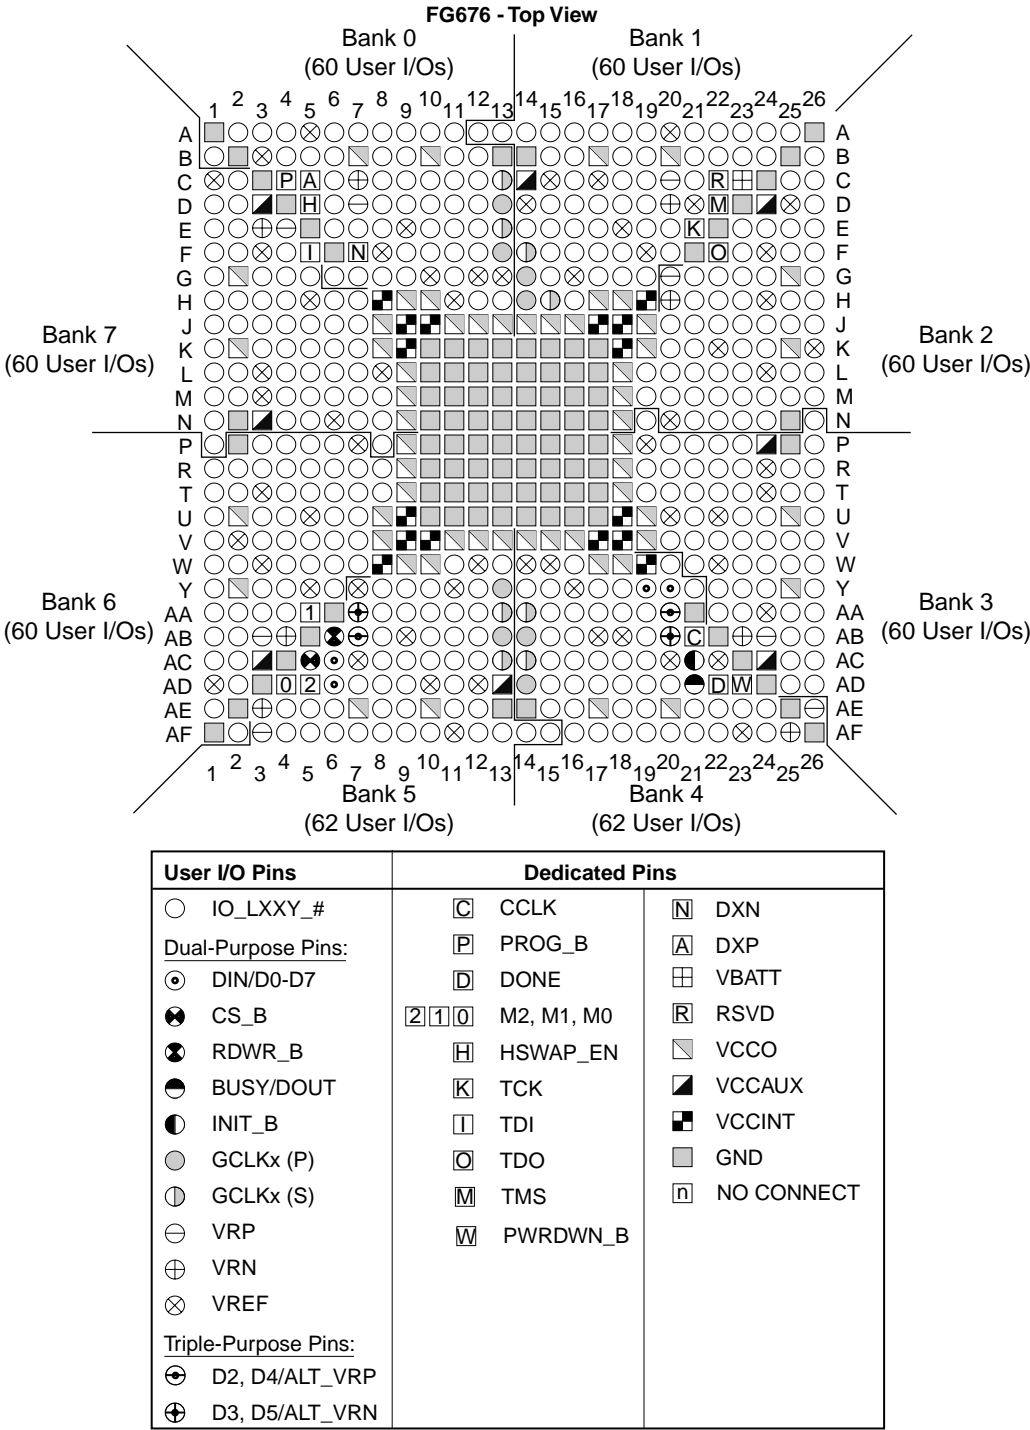 FG676 - Top View
Bank 0
(60 User I/Os)
Bank 1
(60 User I/Os)
1 2 3 4 5 6 7 8 9 10 11 12 13 14 15 16 17 18 19 20 21 22 23 24 25 26
A A
B B
C P A R C
D H M D
E K E
F I N O F
G G
H H
J J
Bank 7
(60 User I/Os)
Bank 2
(60 User I/Os)
K K
L L
M M
N N
P P
R R
T T
U U
V V
W W
Y Y
Bank 6
(60 User I/Os)
Bank 3
(60 User I/Os)
AA 1 AA
AB C AB
AC AC
AD 0 2 D W AD
AE AE
AF AF
1 2 3 4 5 6 7 8 9 10 11 12 13 14 15 16 17 18 19 20 21 22 23 24 25 26
Bank 5
(62 User I/Os)
Bank 4
(62 User I/Os)
User I/O Pins
Dedicated Pins
IO_LXXY_#
Dual-Purpose Pins:
DIN/D0-D7
CS_B
RDWR_B
BUSY/DOUT
INIT_B
GCLKx (P)
GCLKx (S)
VRP
VRN
VREF
Triple-Purpose Pins:
D2, D4/ALT_VRP
D3, D5/ALT_VRN
C CCLK
P PROG_B
D DONE
2 1 0 M2, M1, M0
H HSWAP_EN
K TCK
I TDI
O TDO
M TMS
W PWRDWN_B
N DXN
A DXP
VBATT
R RSVD
VCCO
VCCAUX
VCCINT
GND
n NO CONNECT